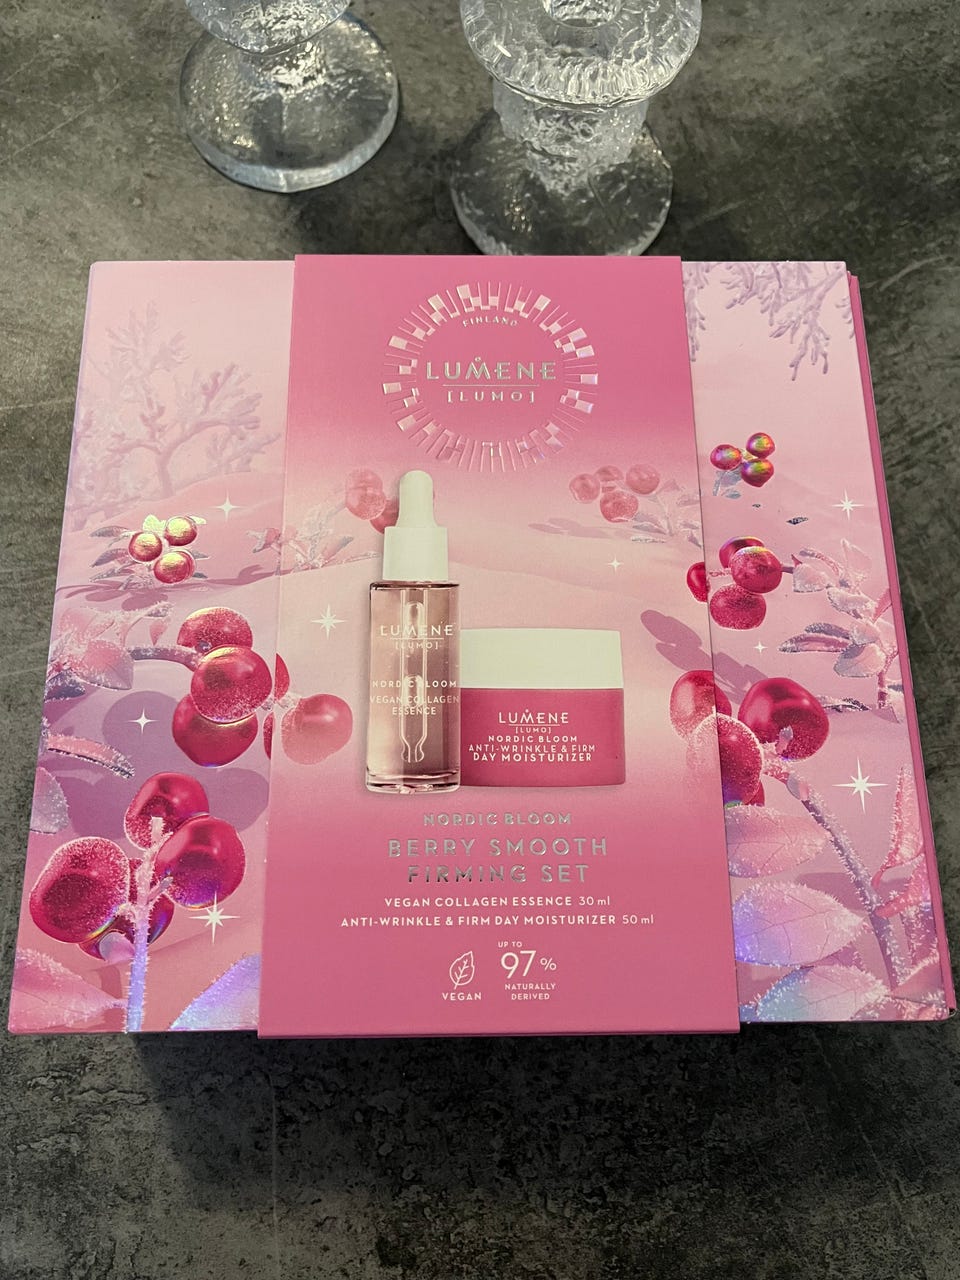 FINLAND
LUMENE
[LUMO]
LUMENE
[LUMO]
NORDIC BLOOM
VEGAN COLLAGEN
ESSENCE
LUMENE
[LUMO]
NORDIC BLOOM
ANTI-WRINKLE & FIRM
DAY MOISTURIZER
NORDIC BLOOM
BERRY SMOOTH
FIRMING SET
VEGAN COLLAGEN ESSENCE 30 ml
ANTI-WRINKLE & FIRM DAY MOISTURIZER 50 ml
VEGAN
UP TO
97%
NATURALLY
DERIVED